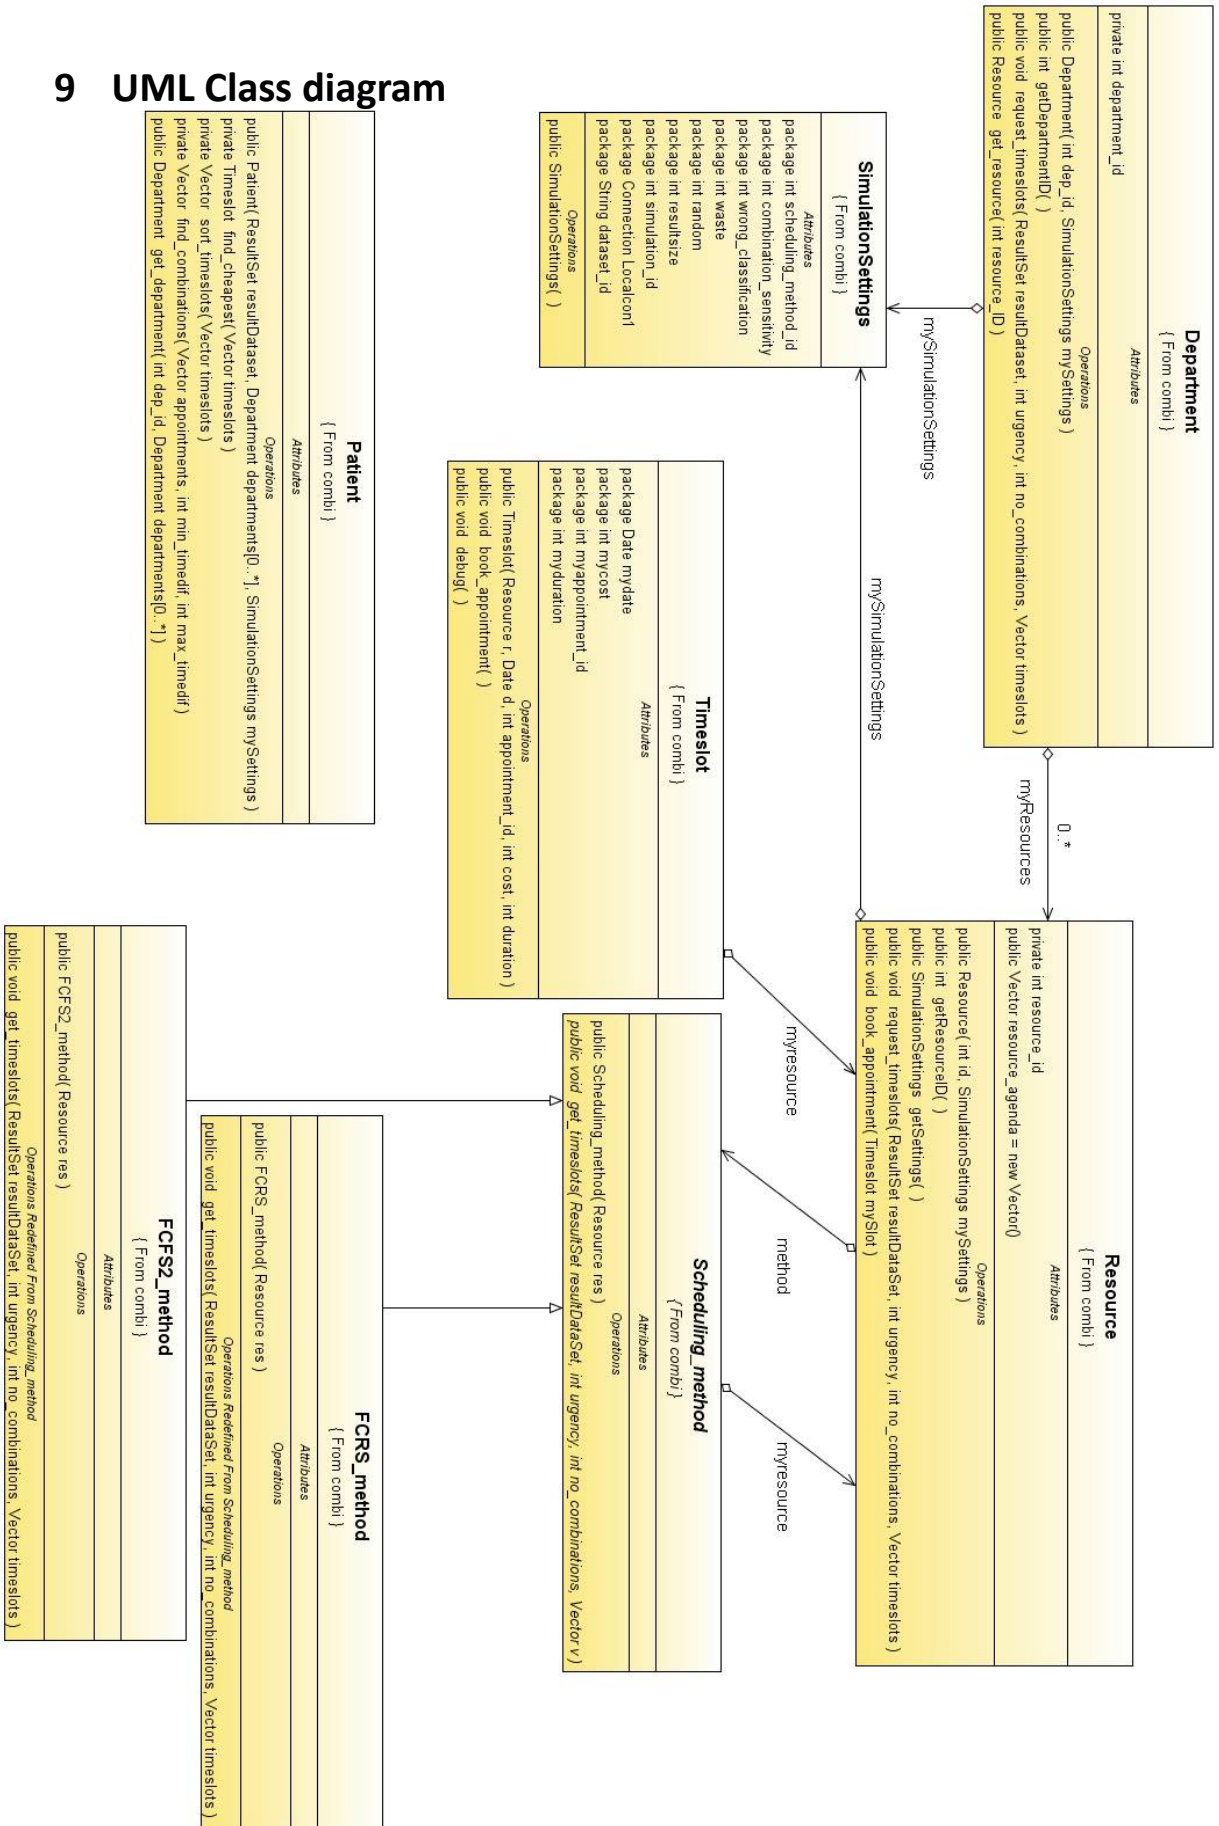 9 UML Class diagram
Department
{ From combi }
Attributes
private int department_id
Operations
public Department( int dep_id, SimulationSettings mySettings )
public int getDepartmentID( )
public void request_timeslots( ResultSet resultDataset, int urgency, int no_combinations, Vector timeslots )
public Resource get_resource( int resource_ID )
mySimulationSettings
0..*
myResources
SimulationSettings
{ From combi }
Attributes
package int scheduling_method_id
package int combination_sensitivity
package int wrong_classification
package int waste
package int random
package int resultsize
package int simulation_id
package Connection Localcon1
package String dataset_id
Operations
public SimulationSettings( )
mySimulationSettings
Resource
{ From combi }
Attributes
private int resource_id
public Vector resource_agenda = new Vector()
Operations
public Resource( int id, SimulationSettings mySettings )
public int getResourceID( )
public SimulationSettings getSettings( )
public void request_timeslots( ResultSet resultDataSet, int urgency, int no_combinations, Vector timeslots )
public void book_appointment( Timeslot mySlot )
Timeslot
{ From combi }
Attributes
package Date mydate
package int mycost
package int myappointment_id
package int myduration
Operations
public Timeslot( Resource r, Date d, int appointment_id, int cost, int duration )
public void book_appointment( )
public void debug( )
myresource
method
myresource
Scheduling_method
{ From combi }
Attributes
Operations
public Scheduling_method( Resource res )
public void get_timeslots( ResultSet resultDataSet, int urgency, int no_combinations, Vector v )
Patient
{ From combi }
Attributes
Operations
public Patient( ResultSet resultDataset, Department departments[0..*], SimulationSettings mySettings )
private Timeslot find_cheapest( Vector timeslots )
private Vector sort_timeslots( Vector timeslots )
private Vector find_combinations( Vector appointments, int min_timedif, int max_timedif )
public Department get_department( int dep_id, Department departments[0..*] )
FCRS_method
{ From combi }
Attributes
Operations
public FCRS_method( Resource res )
Operations Redefined From Scheduling_method
public void get_timeslots( ResultSet resultDataSet, int urgency, int no_combinations, Vector timeslots )
FCFS2_method
{ From combi }
Attributes
Operations
public FCFS2_method( Resource res )
Operations Redefined From Scheduling_method
public void get_timeslots( ResultSet resultDataSet, int urgency, int no_combinations, Vector timeslots )